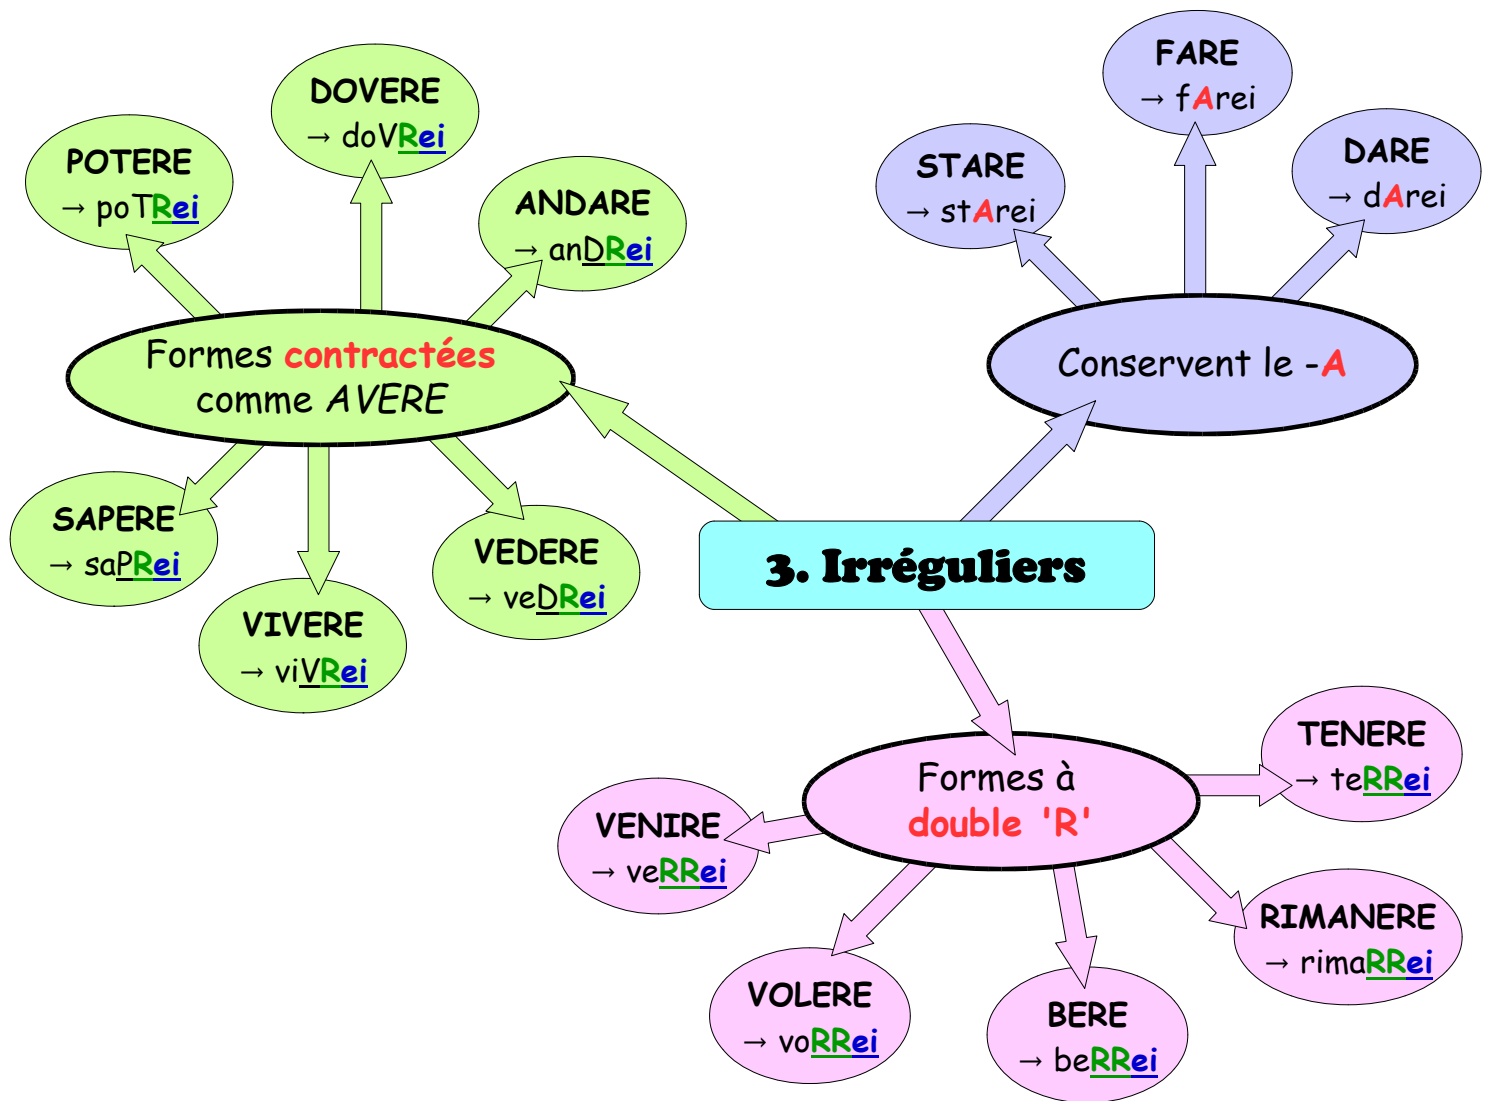 3. Irréguliers
Formes contractées
comme AVERE
POTERE
→ poTRei
DOVERE
→ doVRei
ANDARE
→ anDRei
SAPERE
→ saPRei
VIVERE
→ viVRei
VEDERE
→ veDRei
Conservent le -A
STARE
→ stArei
FARE
→ fArei
DARE
→ dArei
Formes à
double 'R'
VENIRE
→ veRRei
VOLERE
→ voRRei
BERE
→ beRRei
RIMANERE
→ rimaRRei
TENERE
→ teRRei